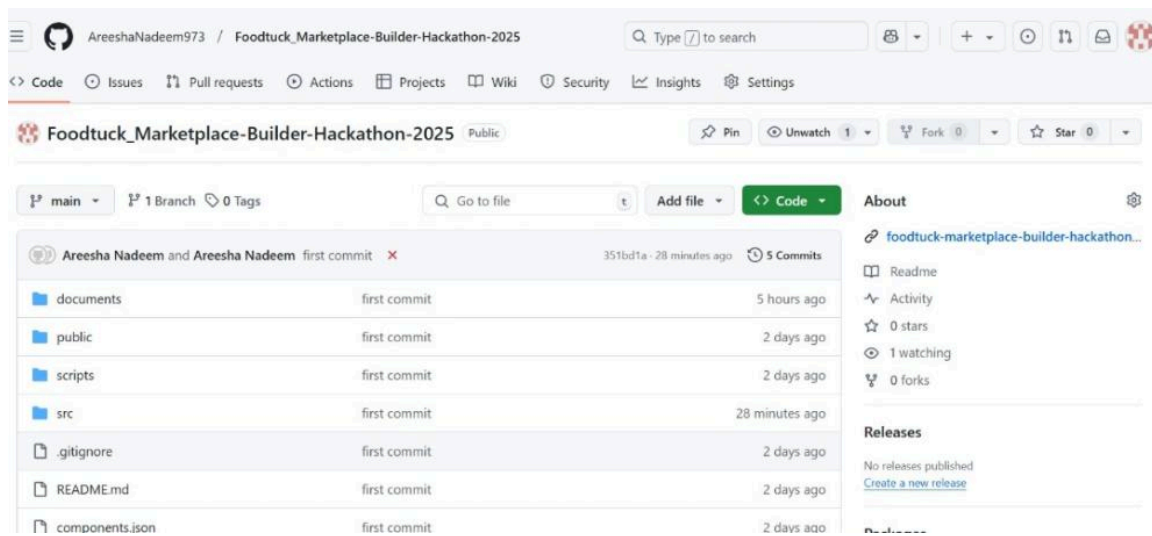 AreeshaNadeem973 / Foodtuck_Marketplace-Builder-Hackathon-2025 Type / to search
Code Issues Pull requests Actions Projects Wiki Security Insights Settings
Foodtuck_Marketplace-Builder-Hackathon-2025 Public Pin Unwatch 1 Fork 0 Star 0
main 1 Branch 0 Tags Go to file t Add file Code
Areesha Nadeem and Areesha Nadeem first commit 351bd1a · 28 minutes ago 5 Commits
documents first commit 5 hours ago
public first commit 2 days ago
scripts first commit 2 days ago
src first commit 28 minutes ago
.gitignore first commit 2 days ago
README.md first commit 2 days ago
components.json first commit 2 days ago
About
foodtuck-marketplace-builder-hackathon...
Readme
Activity
0 stars
1 watching
0 forks
Releases
No releases published
Create a new release
Packages